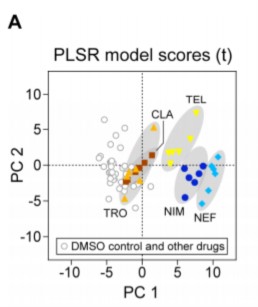 A
PLSR model scores (t)
10
5
0
-5
-10
PC 2
TEL
CLA
TRO
NIM
NEF
DMSO control and other drugs
-10 -5 0 5 10
PC 1